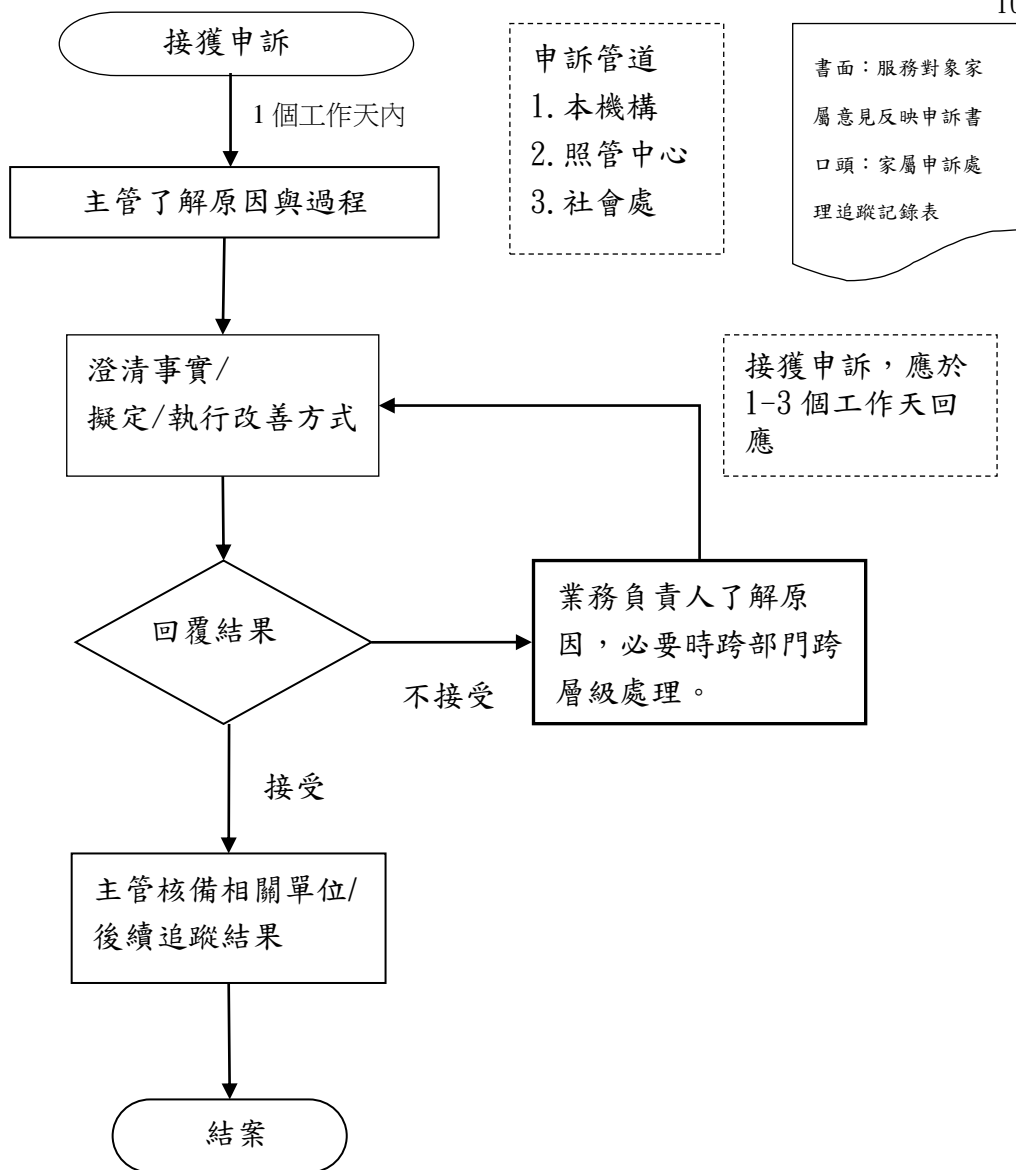 10
接獲申訴
1 個工作天內
主管了解原因與過程
申訴管道
1.本機構
2.照管中心
3.社會處
書面：服務對象家
屬意見反映申訴書
口頭：家屬申訴處
理追蹤記錄表
澄清事實/
擬定/執行改善方式
接獲申訴，應於
1-3 個工作天回
應
回覆結果
不接受
業務負責人了解原
因，必要時跨部門跨
層級處理。
接受
主管核備相關單位/
後續追蹤結果
結案